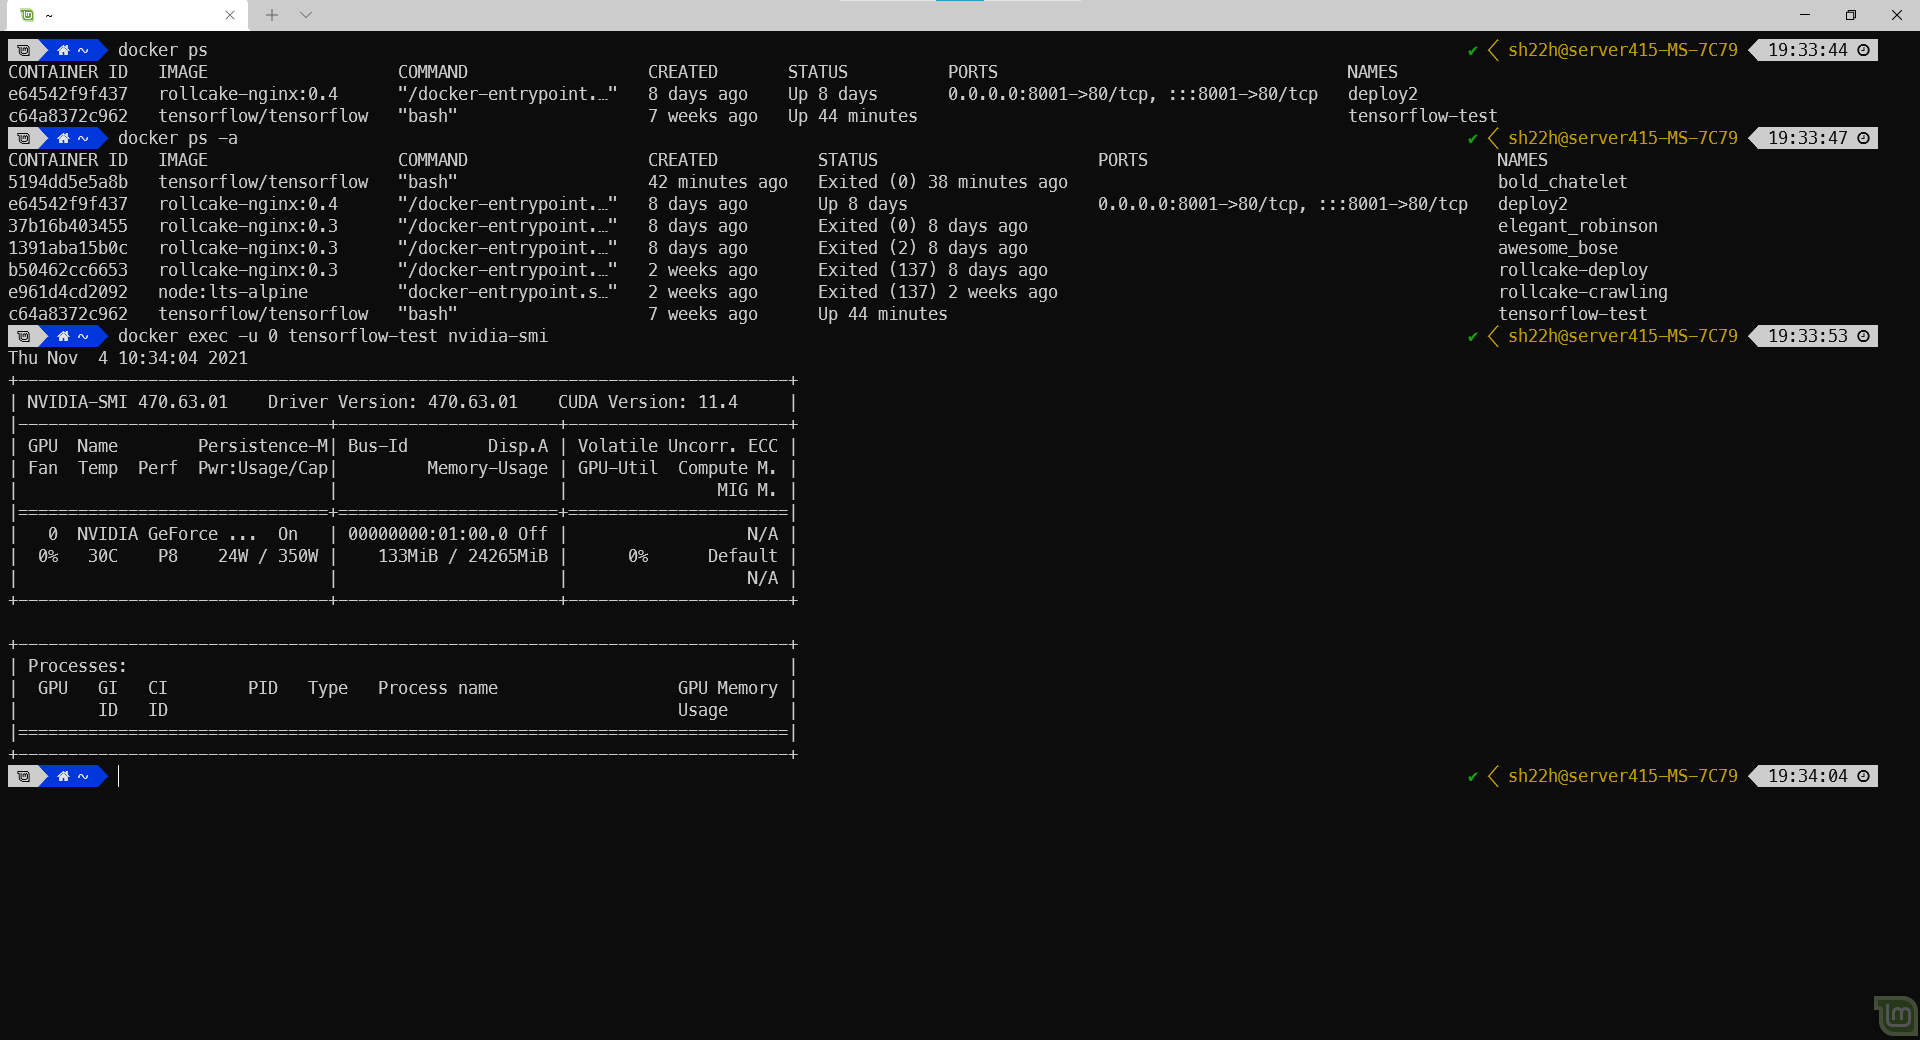 ~
~ docker ps ✔ sh22h@server415-MS-7C79 19:33:44
CONTAINER ID   IMAGE                   COMMAND                  CREATED       STATUS          PORTS                                   NAMES
e64542f9f437   rollcake-nginx:0.4      "/docker-entrypoint.…"   8 days ago    Up 8 days       0.0.0.0:8001->80/tcp, :::8001->80/tcp   deploy2
c64a8372c962   tensorflow/tensorflow   "bash"                   7 weeks ago   Up 44 minutes                                           tensorflow-test
~ docker ps -a ✔ sh22h@server415-MS-7C79 19:33:47
CONTAINER ID   IMAGE                   COMMAND                  CREATED          STATUS                      PORTS                                   NAMES
5194dd5e5a8b   tensorflow/tensorflow   "bash"                   42 minutes ago   Exited (0) 38 minutes ago                                           bold_chatelet
e64542f9f437   rollcake-nginx:0.4      "/docker-entrypoint.…"   8 days ago       Up 8 days                   0.0.0.0:8001->80/tcp, :::8001->80/tcp   deploy2
37b16b403455   rollcake-nginx:0.3      "/docker-entrypoint.…"   8 days ago       Exited (0) 8 days ago                                               elegant_robinson
1391aba15b0c   rollcake-nginx:0.3      "/docker-entrypoint.…"   8 days ago       Exited (2) 8 days ago                                               awesome_bose
b50462cc6653   rollcake-nginx:0.3      "/docker-entrypoint.…"   2 weeks ago      Exited (137) 8 days ago                                             rollcake-deploy
e961d4cd2092   node:lts-alpine         "docker-entrypoint.s…"   2 weeks ago      Exited (137) 2 weeks ago                                            rollcake-crawling
c64a8372c962   tensorflow/tensorflow   "bash"                   7 weeks ago      Up 44 minutes                                                       tensorflow-test
~ docker exec -u 0 tensorflow-test nvidia-smi ✔ sh22h@server415-MS-7C79 19:33:53
Thu Nov  4 10:34:04 2021
+-----------------------------------------------------------------------------+
| NVIDIA-SMI 470.63.01    Driver Version: 470.63.01    CUDA Version: 11.4     |
|-------------------------------+----------------------+----------------------+
| GPU  Name        Persistence-M| Bus-Id        Disp.A | Volatile Uncorr. ECC |
| Fan  Temp  Perf  Pwr:Usage/Cap|         Memory-Usage | GPU-Util  Compute M. |
|                               |                      |               MIG M. |
|===============================+======================+======================|
|   0  NVIDIA GeForce ...  On   | 00000000:01:00.0 Off |                  N/A |
|  0%   30C    P8    24W / 350W |    133MiB / 24265MiB |      0%      Default |
|                               |                      |                  N/A |
+-------------------------------+----------------------+----------------------+
+-----------------------------------------------------------------------------+
| Processes:                                                                  |
|  GPU   GI   CI        PID   Type   Process name                  GPU Memory |
|        ID   ID                                                   Usage      |
|=============================================================================|
+-----------------------------------------------------------------------------+
~ ✔ sh22h@server415-MS-7C79 19:34:04